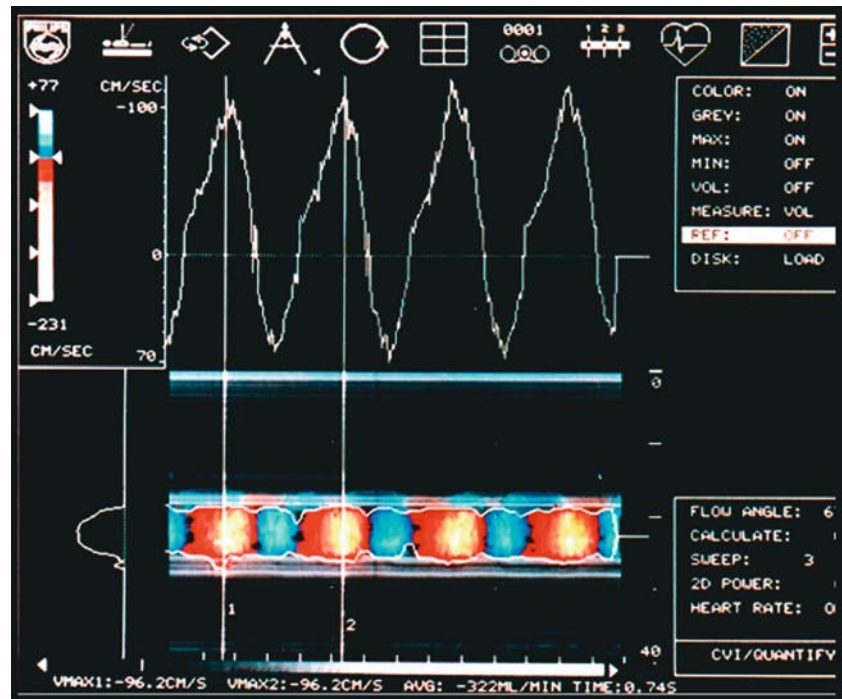 PHILIPS
0001
1 2 3
+77
CM/SEC
-100
0
70
-231
CM/SEC
COLOR: ON
GREY: ON
MAX: ON
MIN: OFF
VOL: OFF
MEASURE: VOL
REF: OFF
DISK: LOAD
0
FLOW ANGLE: 6
CALCULATE:
SWEEP: 3
2D POWER:
HEART RATE: O
1
2
40
CVI/QUANTIFY
VMAX1:-96.2CM/S VMAX2:-96.2CM/S AVG: -322ML/MIN TIME:0.74S